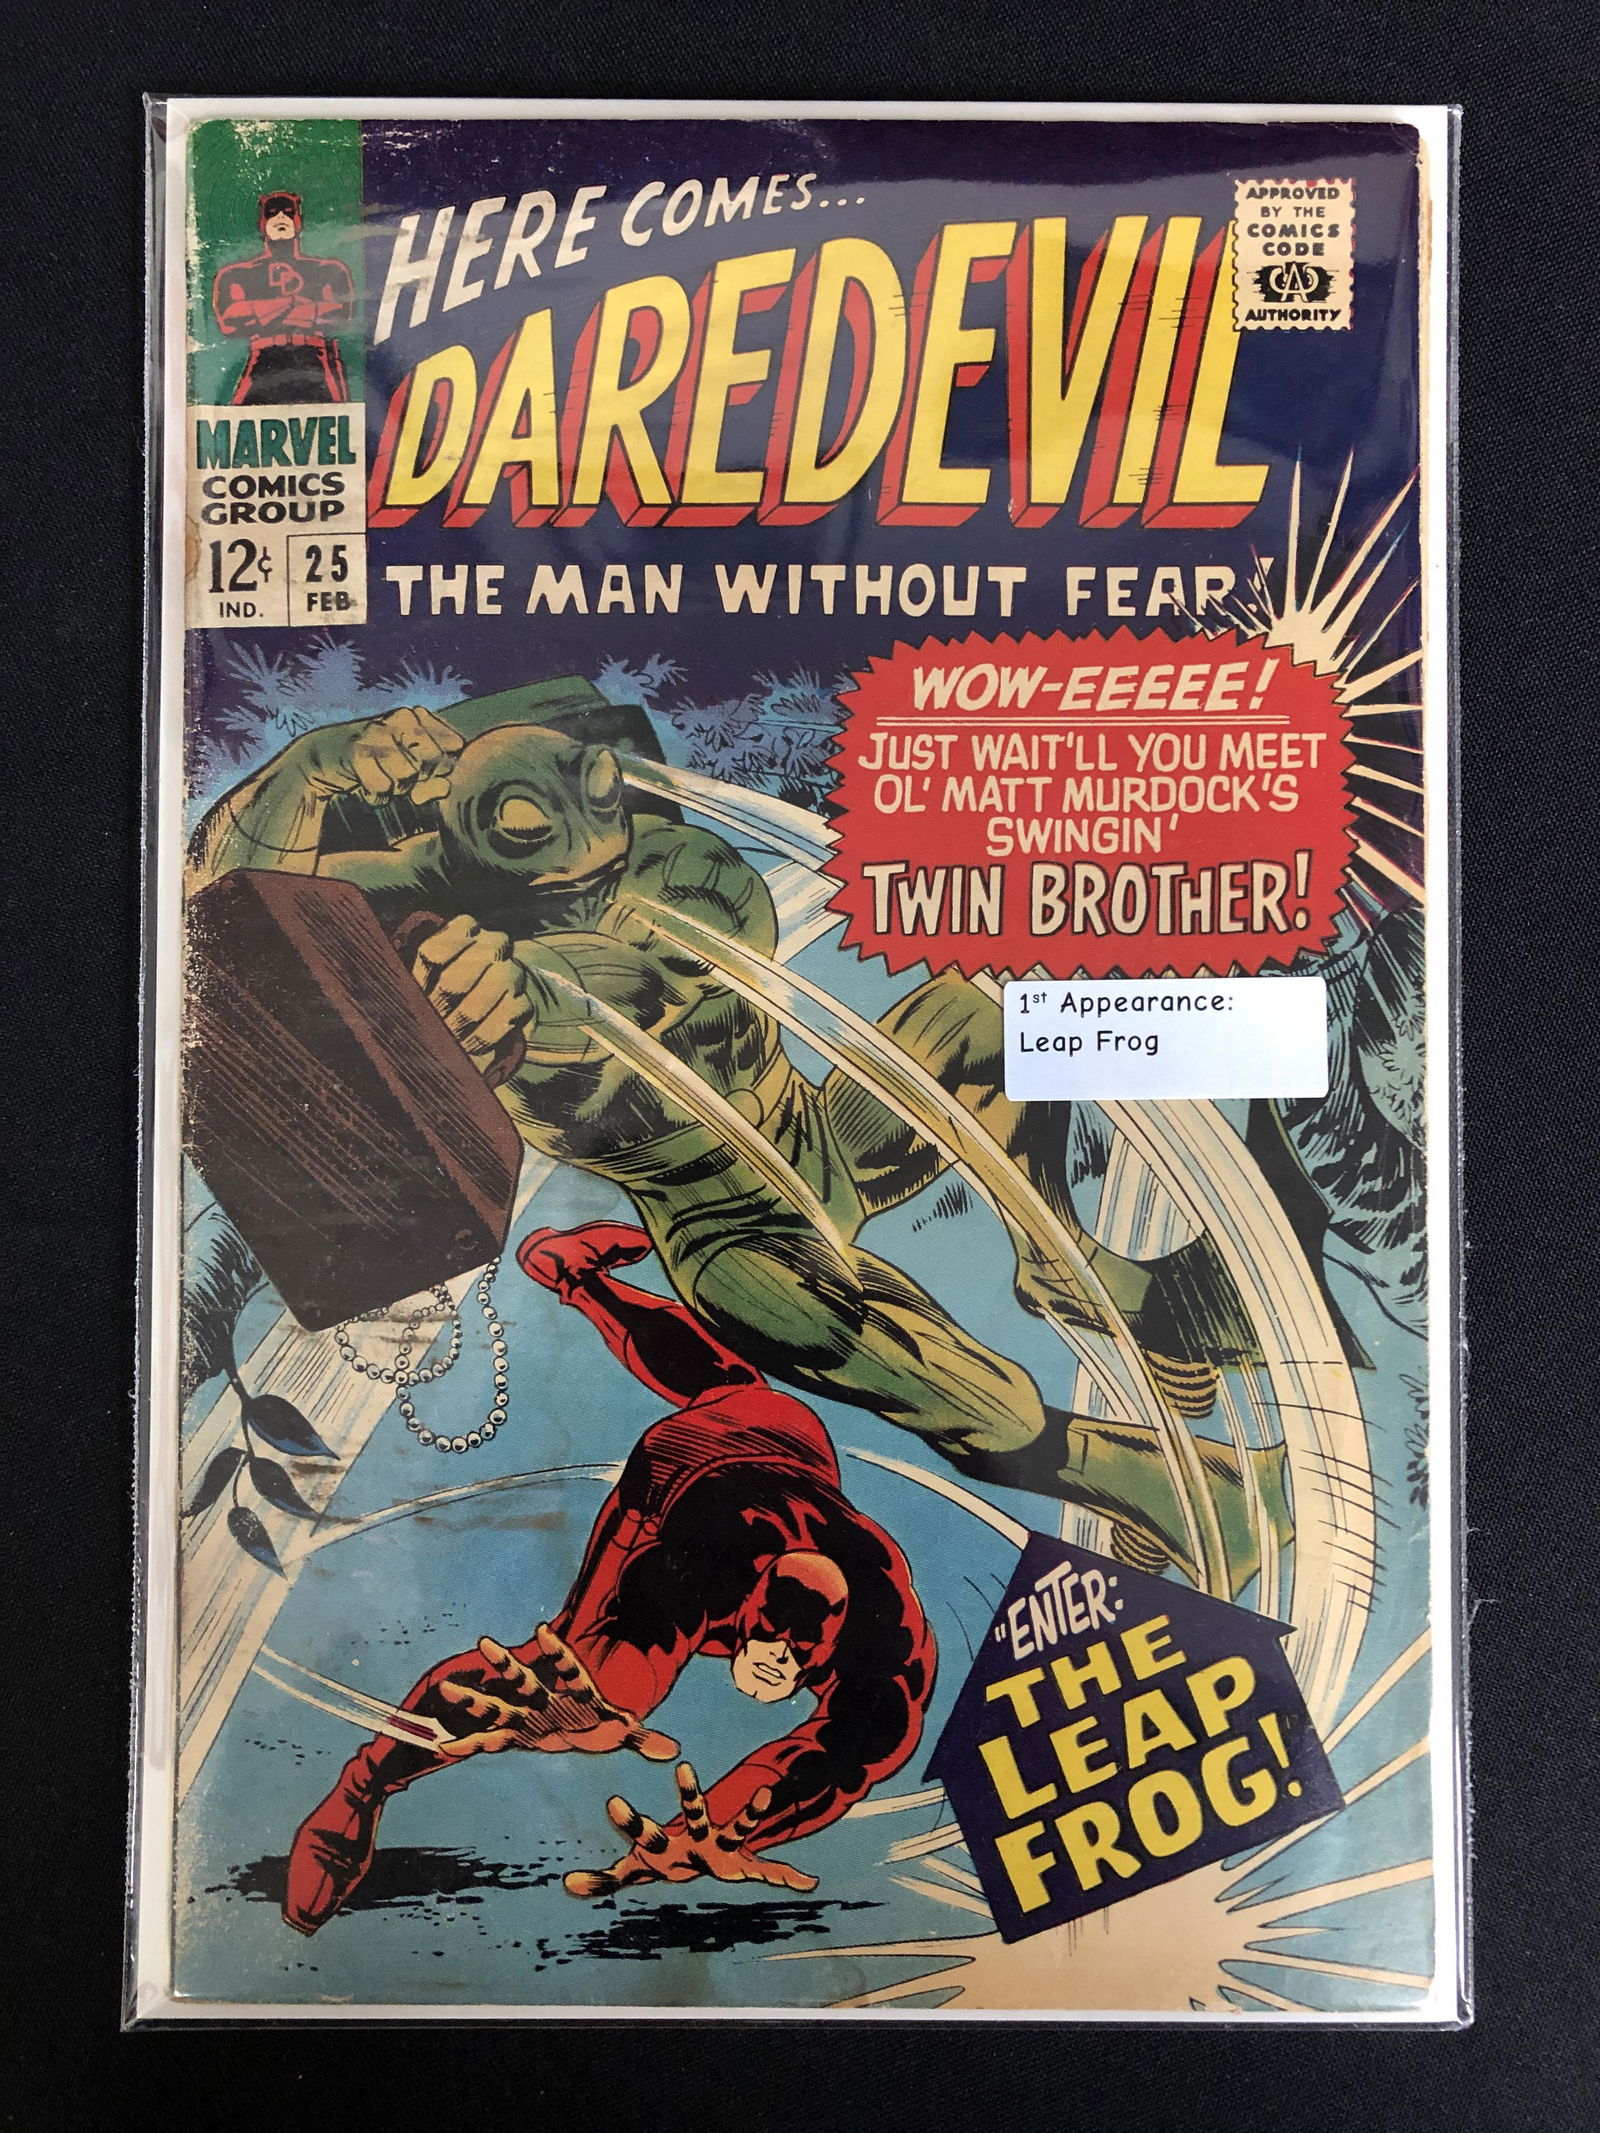 HERE COMES...
DAREDEVIL
THE MAN WITHOUT FEAR!
APPROVED
BY THE
COMICS
CODE
CA
AUTHORITY
DD
MARVEL
COMICS
GROUP
12¢
IND.
25
FEB.
WOW-EEEEE!
JUST WAIT'LL YOU MEET
OL' MATT MURDOCK'S
SWINGIN'
TWIN BROTHER!
1st Appearance:
Leap Frog
"ENTER:
THE
LEAP
FROG!"